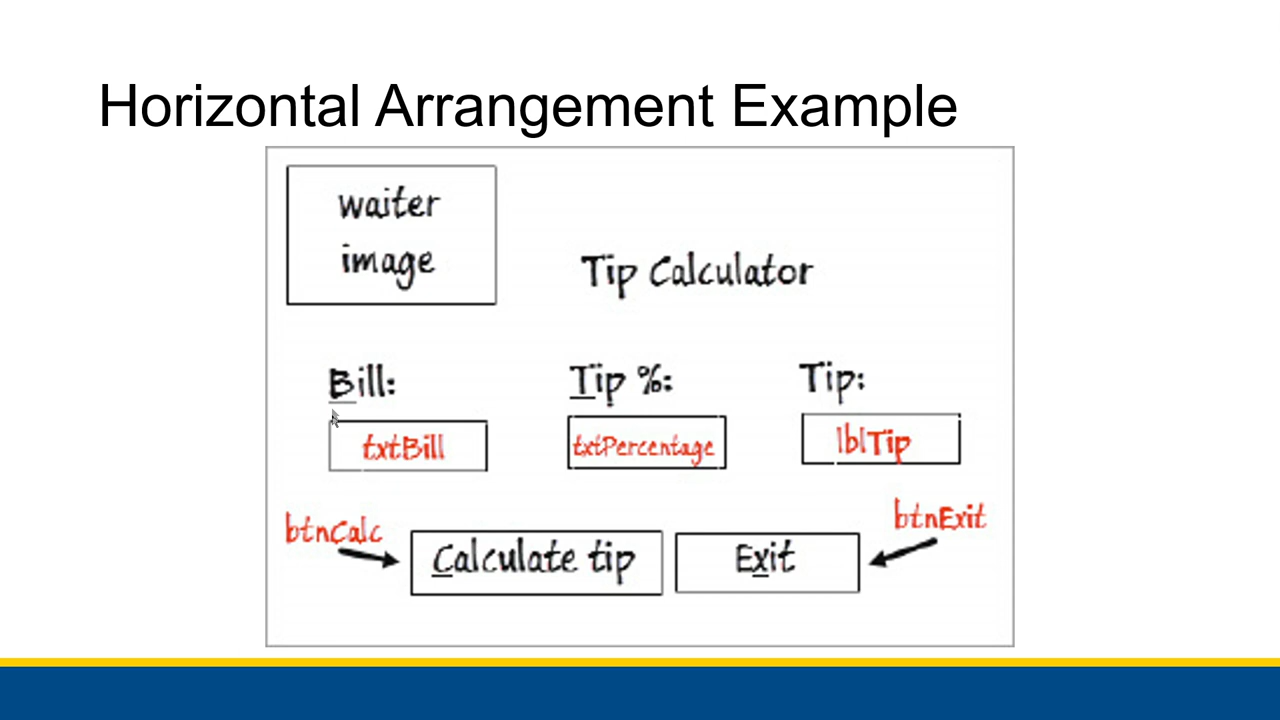 Horizontal Arrangement Example
waiter
image
Tip Calculator
Bill: Tip %: Tip:
txtBill txtPercentage lblTip
btnCalc btnExit
Calculate tip Exit